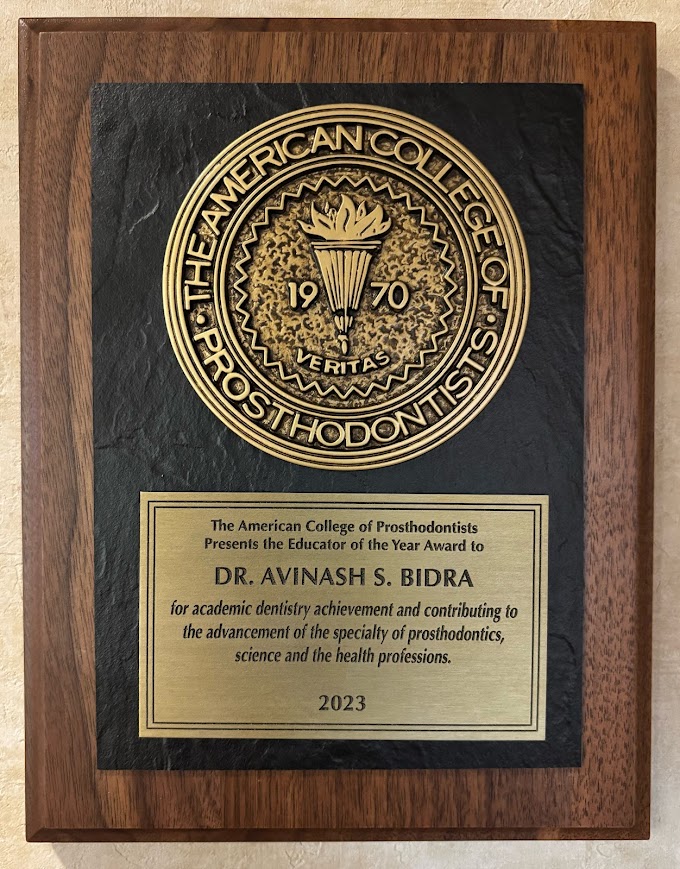 THE AMERICAN COLLEGE OF
PROSTHODONTISTS
19 70
VERITAS
The American College of Prosthodontists
Presents the Educator of the Year Award to
DR. AVINASH S. BIDRA
for academic dentistry achievement and contributing to
the advancement of the specialty of prosthodontics,
science and the health professions.
2023